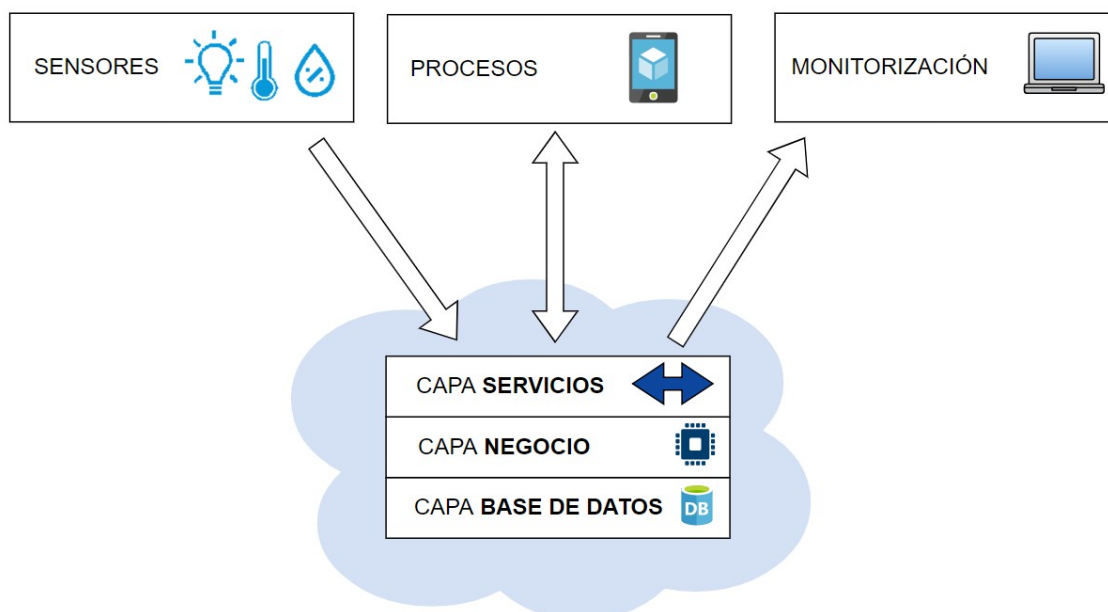 SENSORES
PROCESOS
MONITORIZACIÓN
CAPA SERVICIOS
CAPA NEGOCIO
CAPA BASE DE DATOS
DB